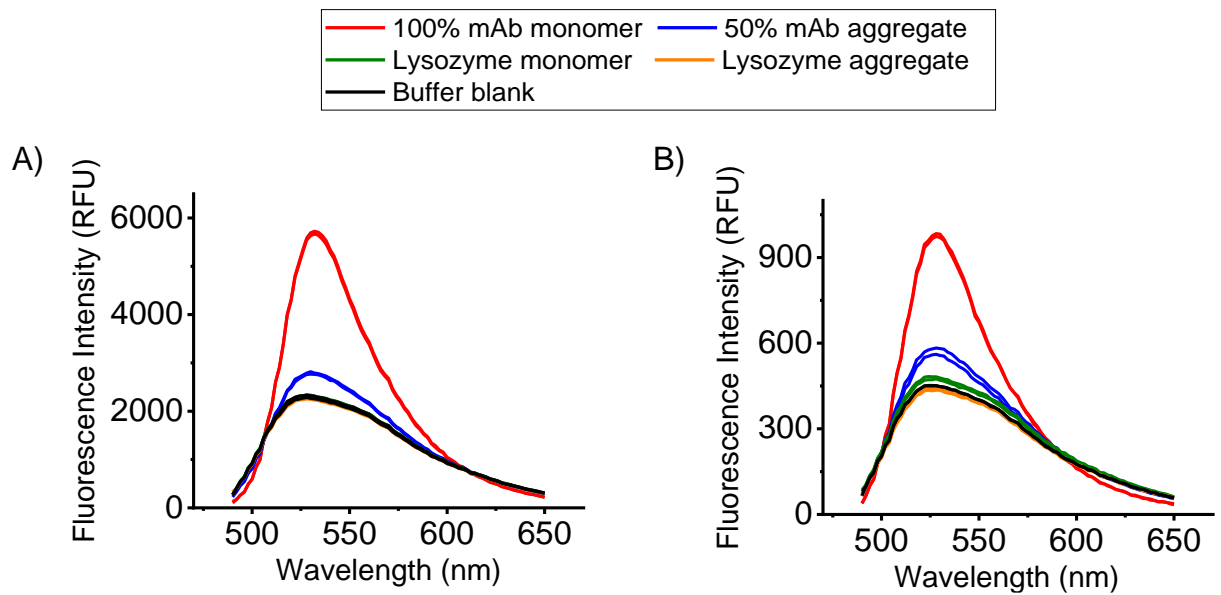 100% mAb monomer 50% mAb aggregate
Lysozyme monomer Lysozyme aggregate
Buffer blank
A)
Fluorescence Intensity (RFU)
6000
4000
2000
0
500 550 600 650
Wavelength (nm)
B)
Fluorescence Intensity (RFU)
900
600
300
0
500 550 600 650
Wavelength (nm)